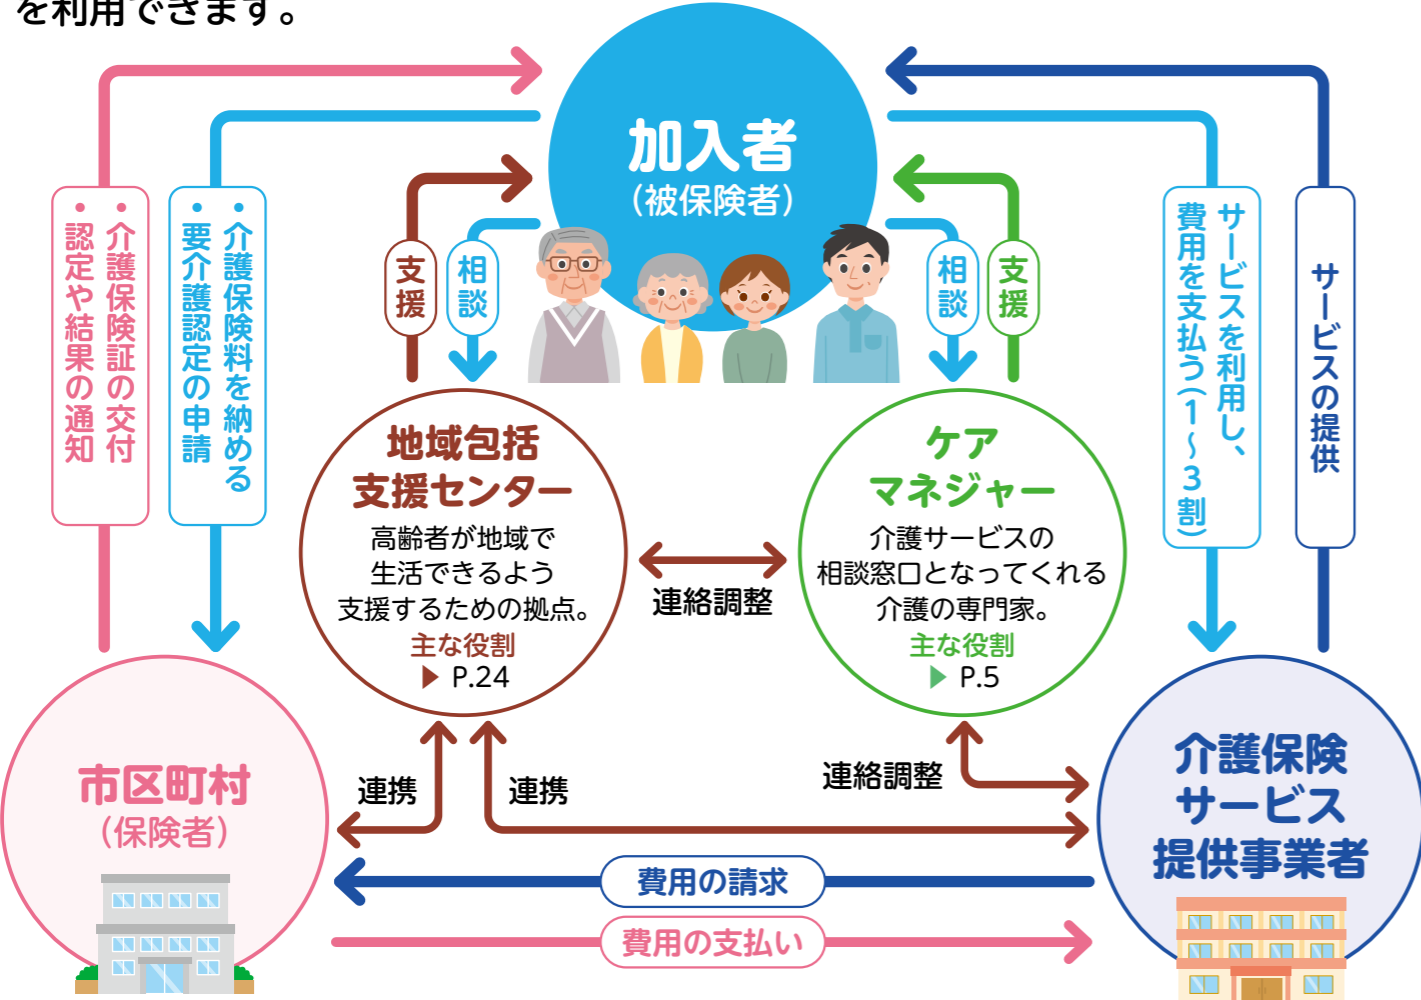 を利用できます。
加入者
（被保険者）
・介護保険証の交付
・認定や結果の通知
・介護保険料を納める
・要介護認定の申請
支援
相談
相談
支援
サービスを利用し、
費用を支払う（1～3割）
サービスの提供
地域包括
支援センター
高齢者が地域で
生活できるよう
支援するための拠点。
主な役割
▶ P.24
連絡調整
ケア
マネジャー
介護サービスの
相談窓口となってくれる
介護の専門家。
主な役割
▶ P.5
市区町村
（保険者）
連携
連携
連絡調整
介護保険
サービス
提供事業者
費用の請求
費用の支払い